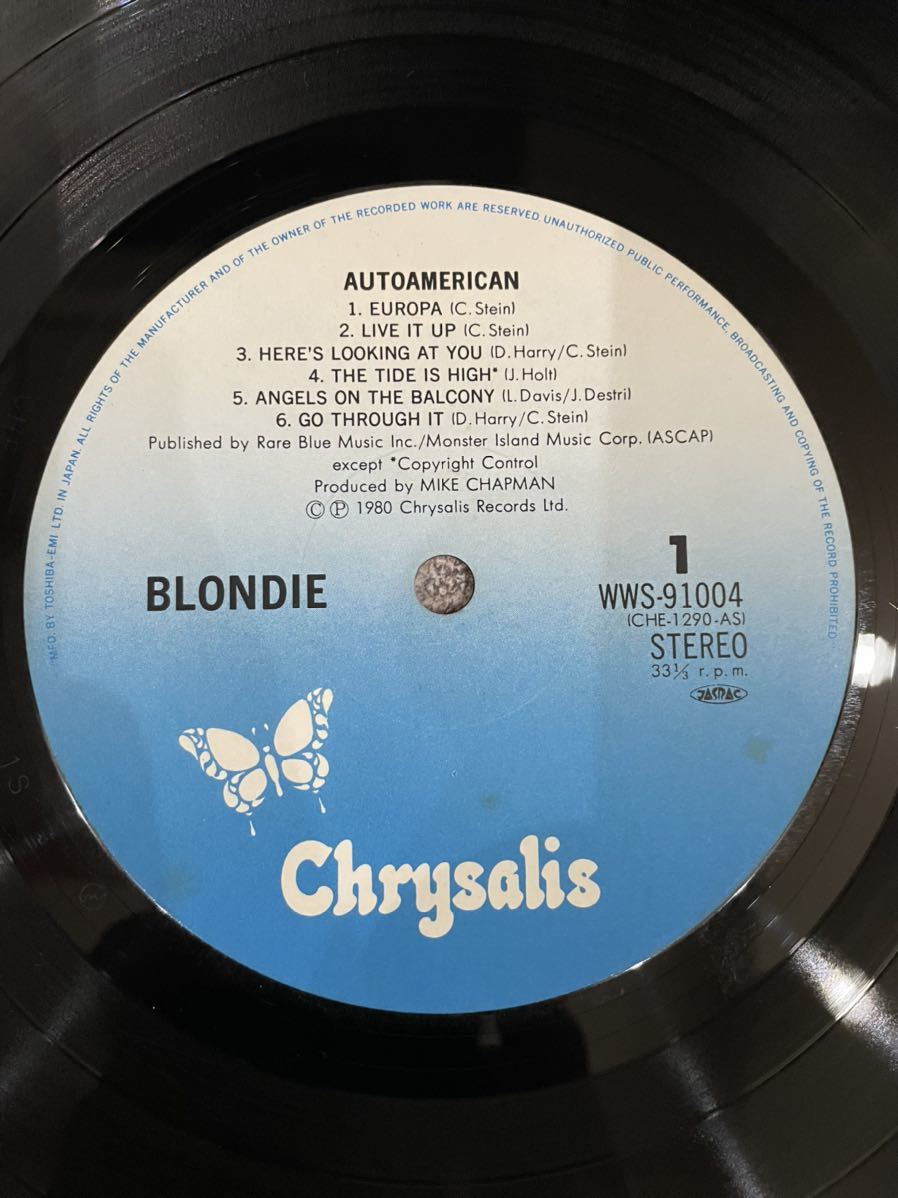 "MFD. BY TOSHIBA-EMI LTD. IN JAPAN. ALL RIGHTS OF THE MANUFACTURER AND OF THE OWNER OF THE RECORDED WORK ARE RESERVED. UNAUTHORIZED PUBLIC PERFORMANCE, BROADCASTING AND COPYING OF THE RECORD PROHIBITED"
AUTOAMERICAN
1. EUROPA (C. Stein)
2. LIVE IT UP (C. Stein)
3. HERE'S LOOKING AT YOU (D. Harry/C. Stein)
4. THE TIDE IS HIGH* (J. Holt)
5. ANGELS ON THE BALCONY (L. Davis/J. Destri)
6. GO THROUGH IT (D. Harry/C. Stein)
Published by Rare Blue Music Inc./Monster Island Music Corp. (ASCAP)
except *Copyright Control
Produced by MIKE CHAPMAN
Ⓒ Ⓟ 1980 Chrysalis Records Ltd.
BLONDIE
1
WWS-91004
(CHE-1290-AS)
STEREO
33⅓ r.p.m.
JASRAC
Chrysalis